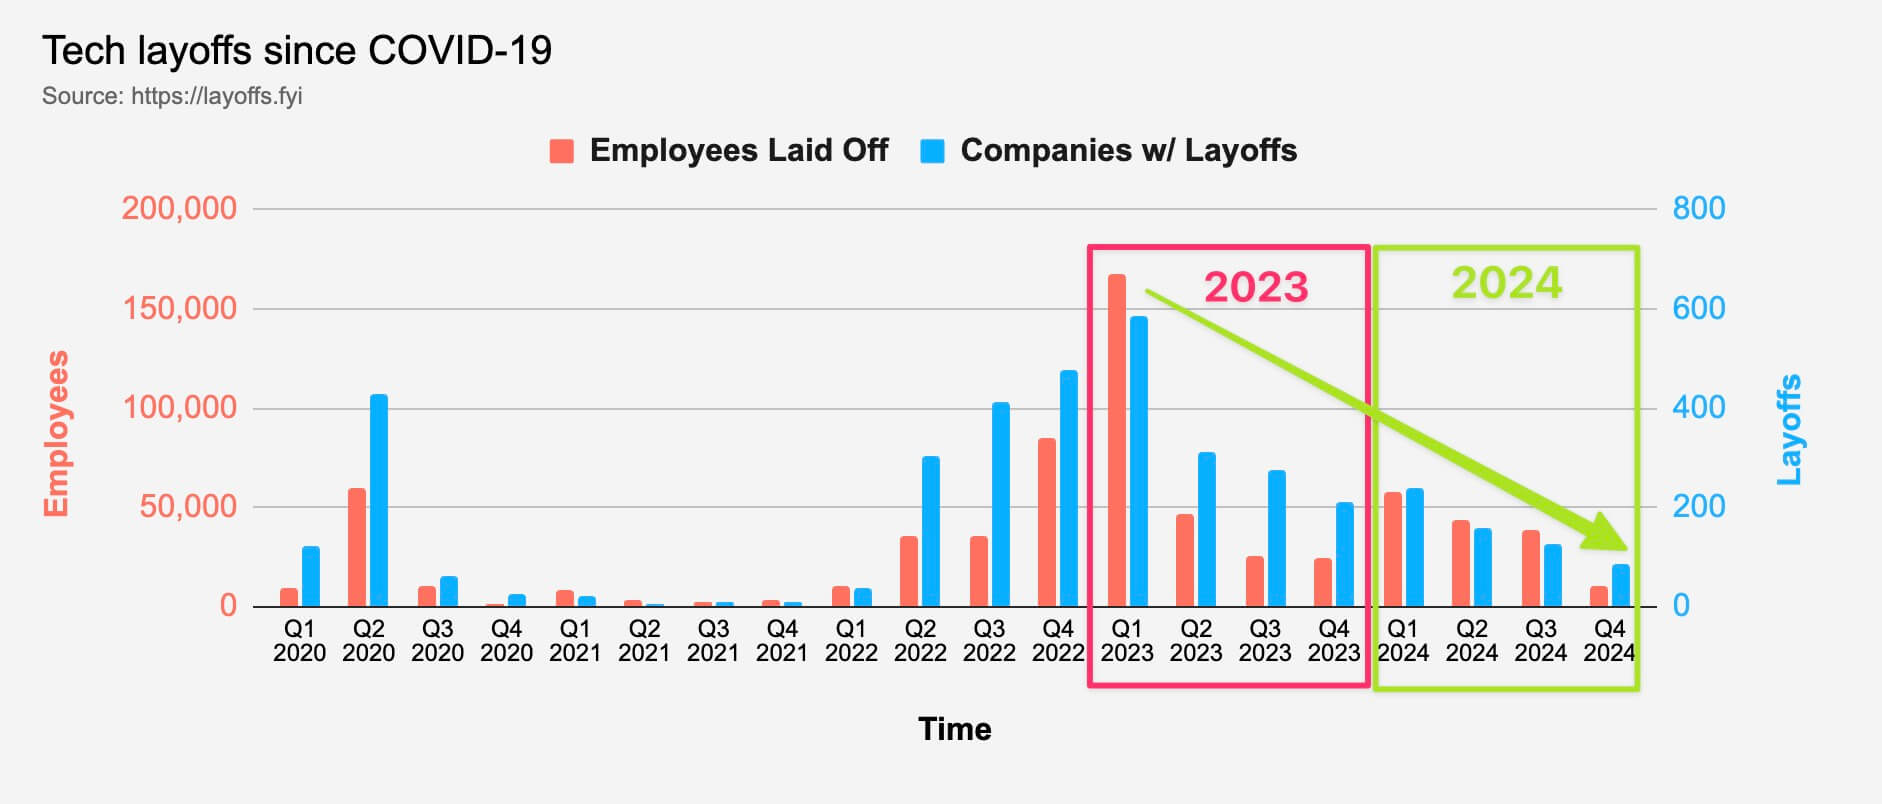 Tech layoffs since COVID-19
Source: https://layoffs.fyi
Employees Laid Off
Companies w/ Layoffs
200,000
150,000
100,000
50,000
0
Employees
800
600
400
200
0
Layoffs
2023
2024
Q1 2020
Q2 2020
Q3 2020
Q4 2020
Q1 2021
Q2 2021
Q3 2021
Q4 2021
Q1 2022
Q2 2022
Q3 2022
Q4 2022
Q1 2023
Q2 2023
Q3 2023
Q4 2023
Q1 2024
Q2 2024
Q3 2024
Q4 2024
Time